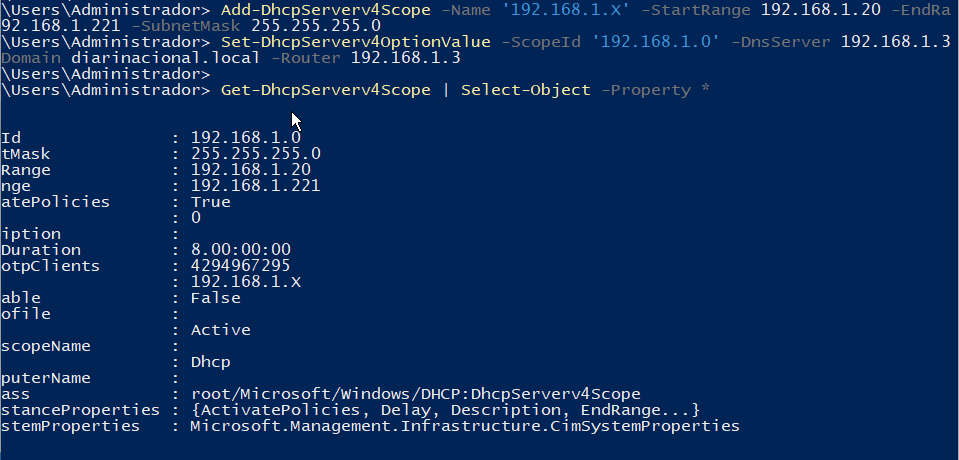 \Users\Administrador> Add-DhcpServerv4Scope -Name '192.168.1.X' -StartRange 192.168.1.20 -EndRa
92.168.1.221 -SubnetMask 255.255.255.0
\Users\Administrador> Set-DhcpServerv4OptionValue -ScopeId '192.168.1.0' -DnsServer 192.168.1.3
Domain diarinacional.local -Router 192.168.1.3
\Users\Administrador>
\Users\Administrador> Get-DhcpServerv4Scope | Select-Object -Property *
Id : 192.168.1.0
tMask : 255.255.255.0
Range : 192.168.1.20
nge : 192.168.1.221
atePolicies : True
: 0
iption :
Duration : 8.00:00:00
otpClients : 4294967295
: 192.168.1.X
able : False
ofile :
: Active
scopeName :
: Dhcp
puterName :
ass : root/Microsoft/Windows/DHCP:DhcpServerv4Scope
stanceProperties : {ActivatePolicies, Delay, Description, EndRange...}
stemProperties : Microsoft.Management.Infrastructure.CimSystemProperties